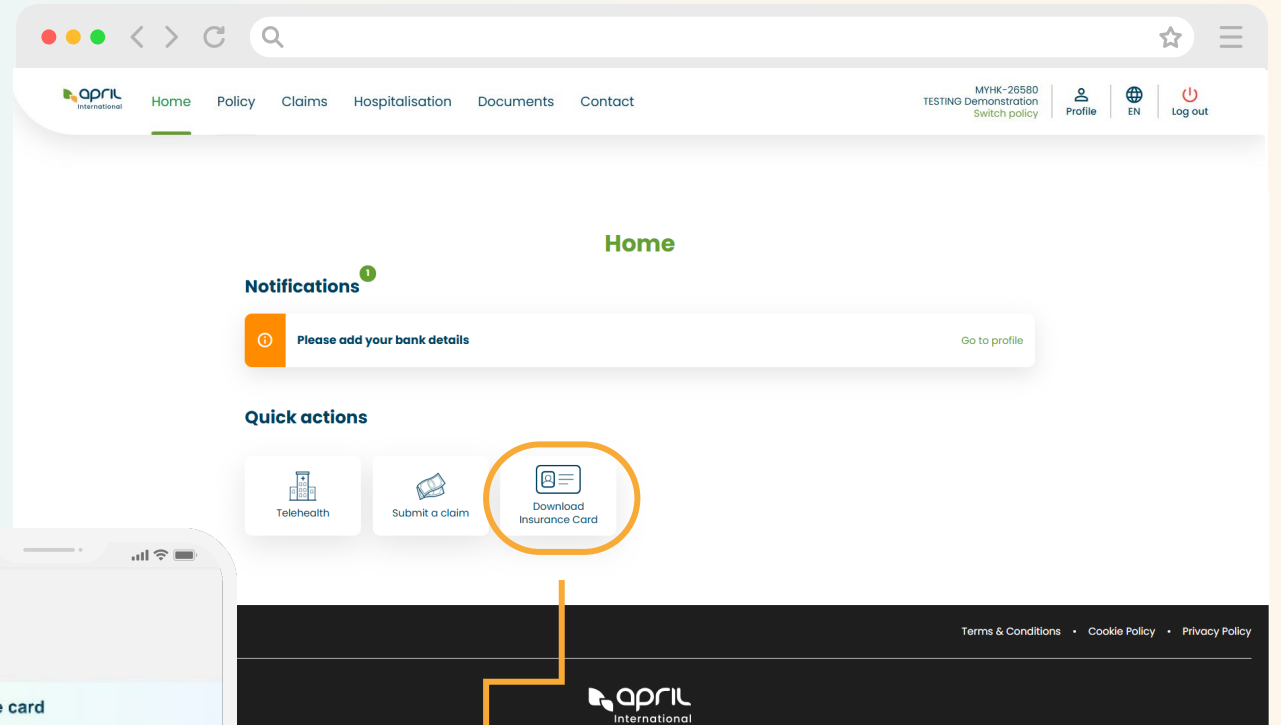 april
International
Home
Policy
Claims
Hospitalisation
Documents
Contact
MYHK-26580
TESTING Demonstration
Switch policy
Profile
EN
Log out
Home
Notifications
1
Please add your bank details
Go to profile
Quick actions
Telehealth
Submit a claim
Download
Insurance Card
Terms & Conditions • Cookie Policy • Privacy Policy
april
International
card